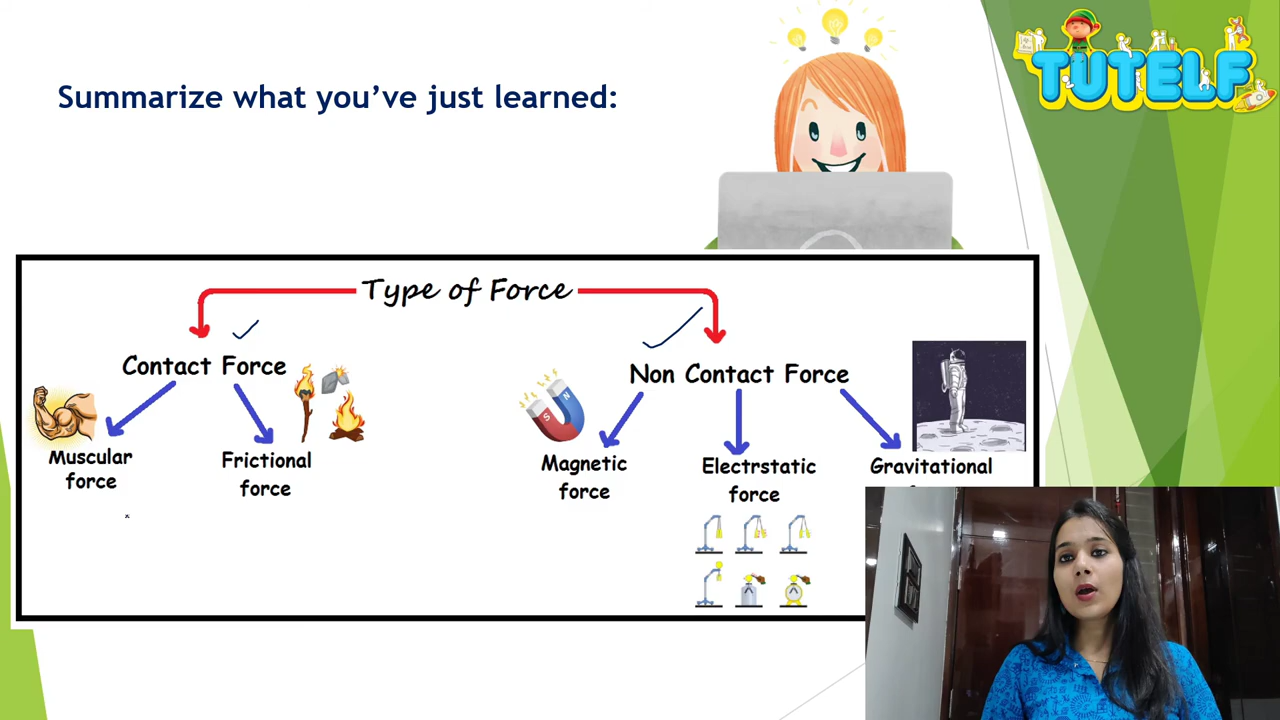 TUTELF
Summarize what you've just learned:
Type of Force
Contact Force
Non Contact Force
S
N
Muscular
force
Frictional
force
Magnetic
force
Electrstatic
force
Gravitational